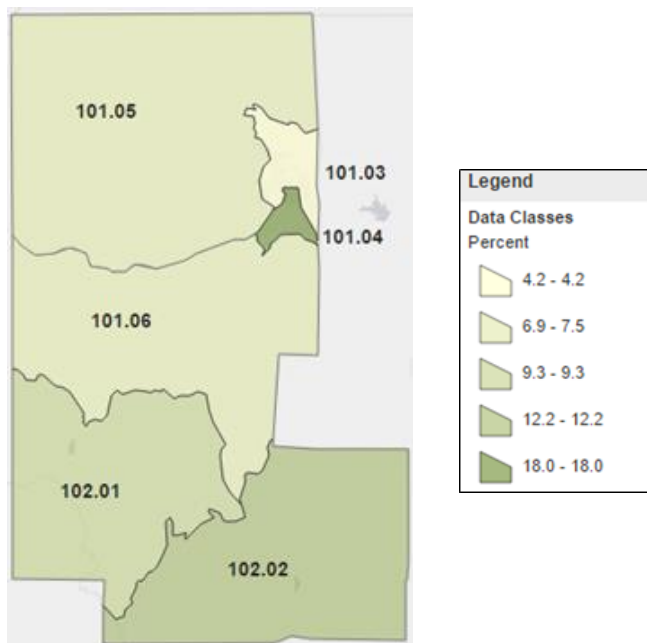 101.05
101.03
101.04
101.06
102.01
102.02
Legend
Data Classes
Percent
4.2 - 4.2
6.9 - 7.5
9.3 - 9.3
12.2 - 12.2
18.0 - 18.0